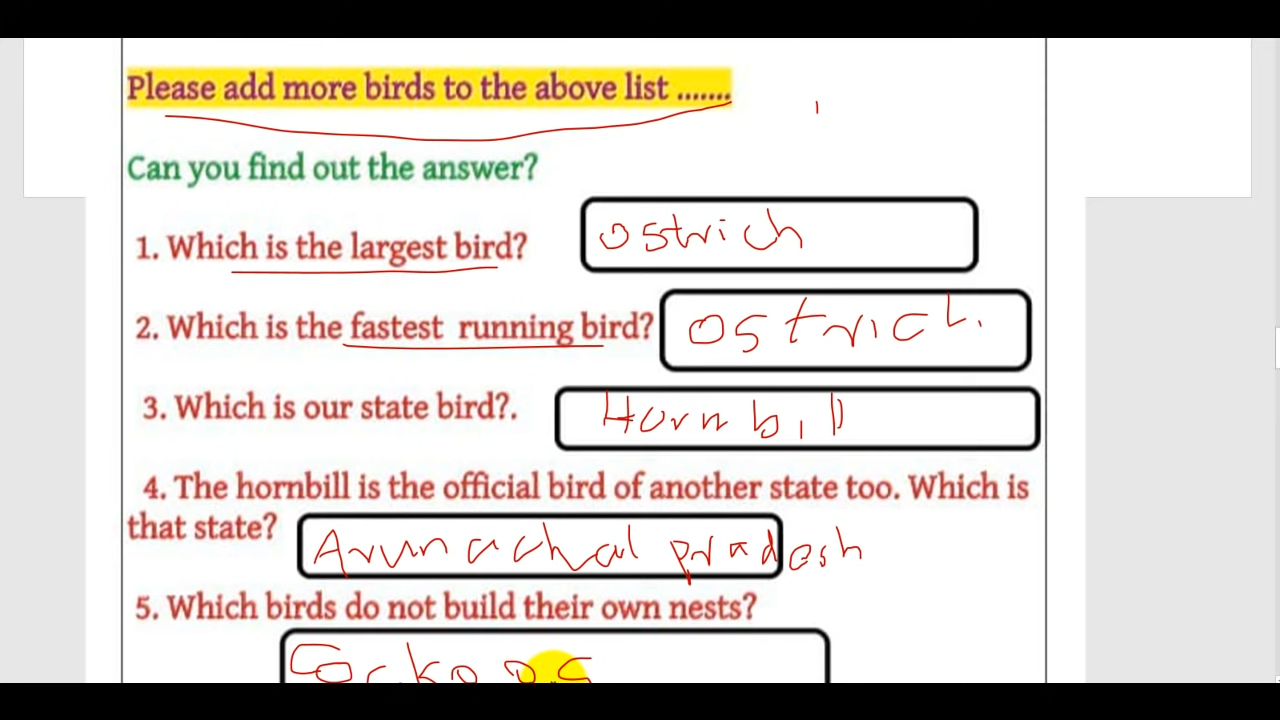 Please add more birds to the above list .......
Can you find out the answer?
1. Which is the largest bird? ostrich
2. Which is the fastest running bird? ostrich.
3. Which is our state bird?. Hornbill
4. The hornbill is the official bird of another state too. Which is
that state? Arunachal pradesh
5. Which birds do not build their own nests?